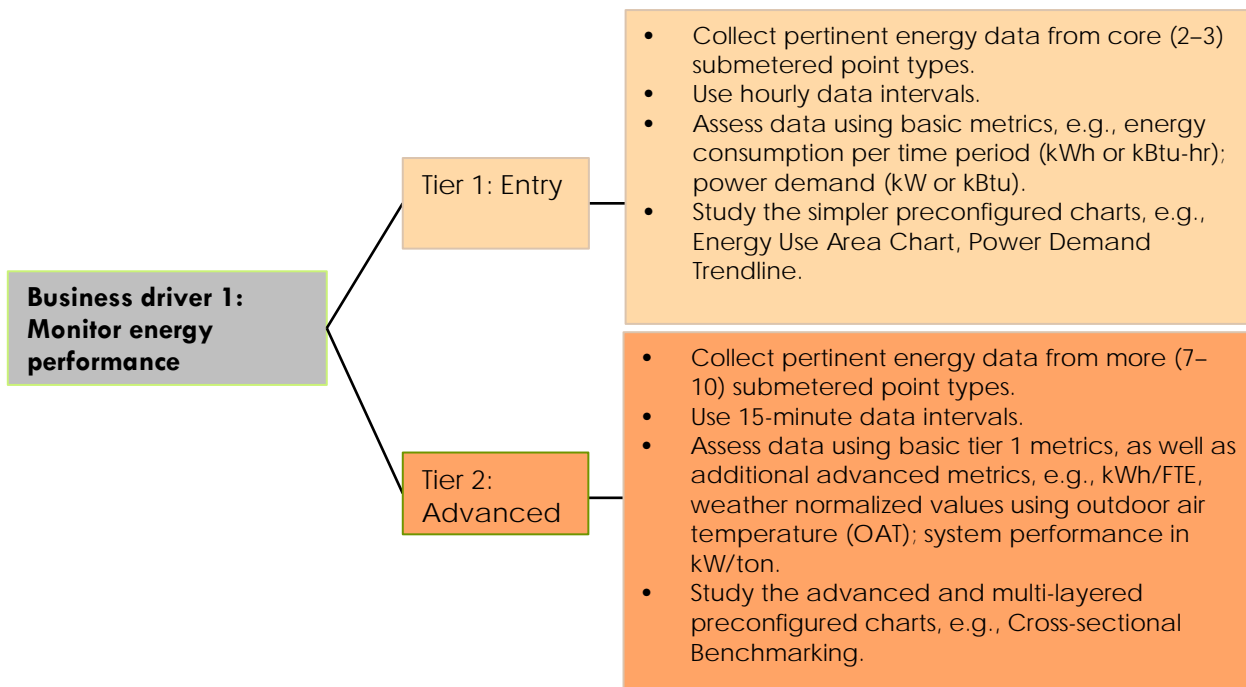 Business driver 1:
Monitor energy
performance
Tier 1: Entry
• Collect pertinent energy data from core (2–3)
submetered point types.
• Use hourly data intervals.
• Assess data using basic metrics, e.g., energy
consumption per time period (kWh or kBtu-hr);
power demand (kW or kBtu).
• Study the simpler preconfigured charts, e.g.,
Energy Use Area Chart, Power Demand
Trendline.
Tier 2:
Advanced
• Collect pertinent energy data from more (7–
10) submetered point types.
• Use 15-minute data intervals.
• Assess data using basic tier 1 metrics, as well as
additional advanced metrics, e.g., kWh/FTE,
weather normalized values using outdoor air
temperature (OAT); system performance in
kW/ton.
• Study the advanced and multi-layered
preconfigured charts, e.g., Cross-sectional
Benchmarking.